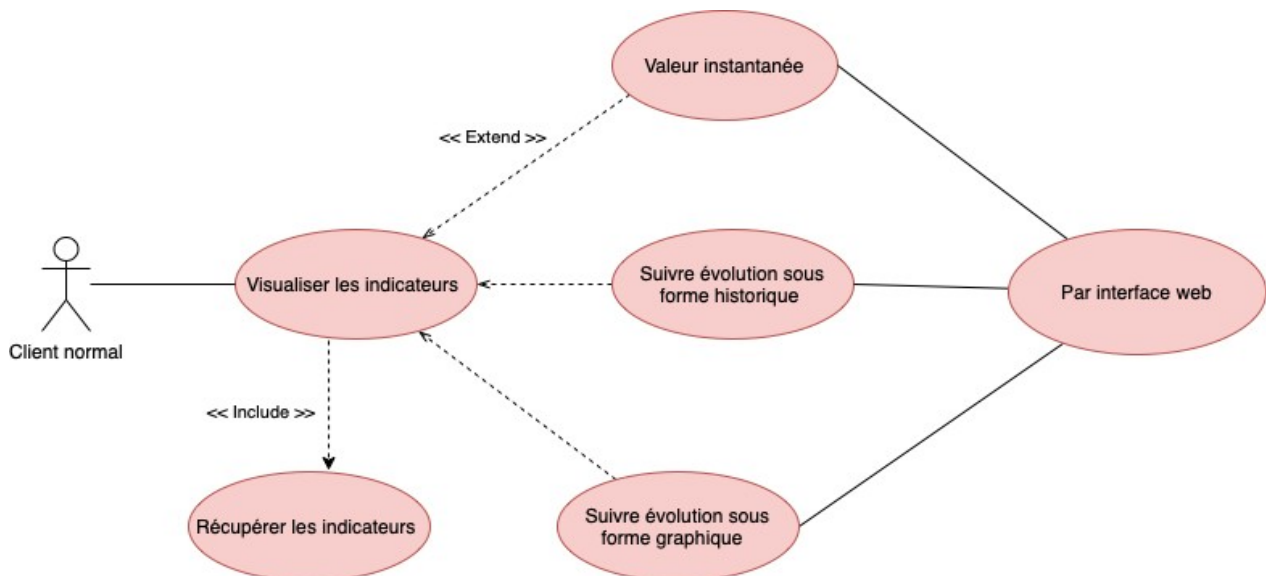 Valeur instantanée
<< Extend >>
Visualiser les indicateurs
Suivre évolution sous
forme historique
Par interface web
Client normal
<< Include >>
Récupérer les indicateurs
Suivre évolution sous
forme graphique